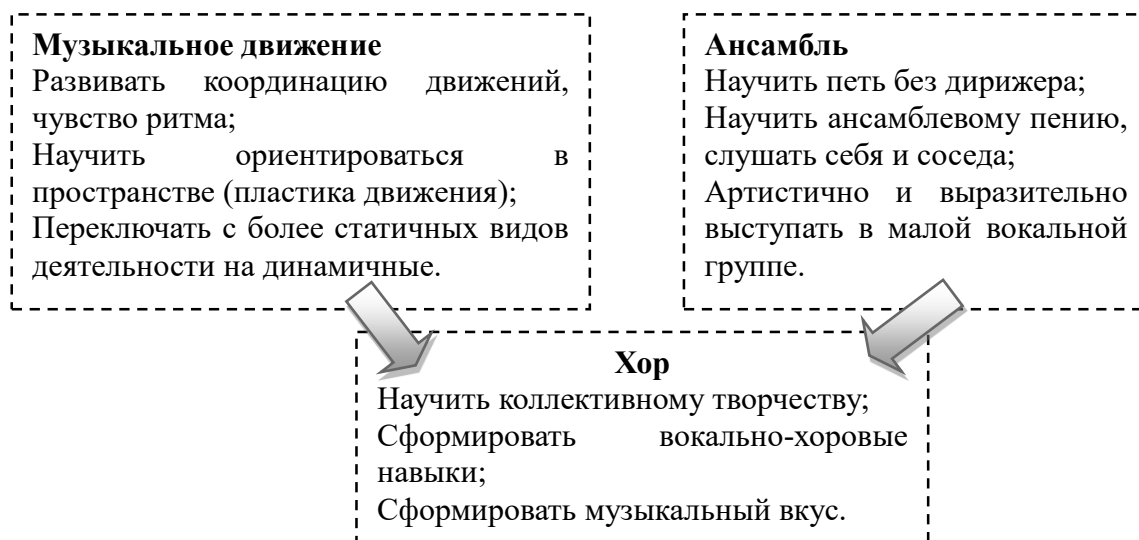 Музыкальное движение
Развивать координацию движений,
чувство ритма;
Научить ориентироваться в
пространстве (пластика движения);
Переключать с более статичных видов
деятельности на динамичные.
Ансамбль
Научить петь без дирижера;
Научить ансамблевому пению,
слушать себя и соседа;
Артистично и выразительно
выступать в малой вокальной
группе.
Хор
Научить коллективному творчеству;
Сформировать вокально-хоровые
навыки;
Сформировать музыкальный вкус.